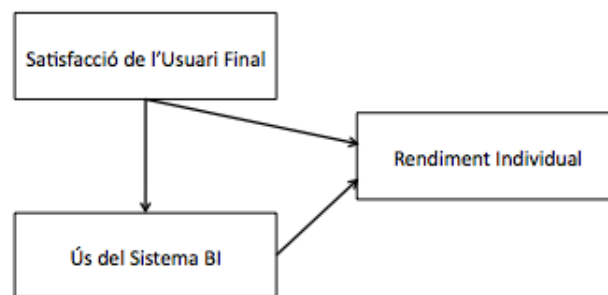 Satisfacció de l'Usuari Final
Rendiment Individual
Ús del Sistema BI